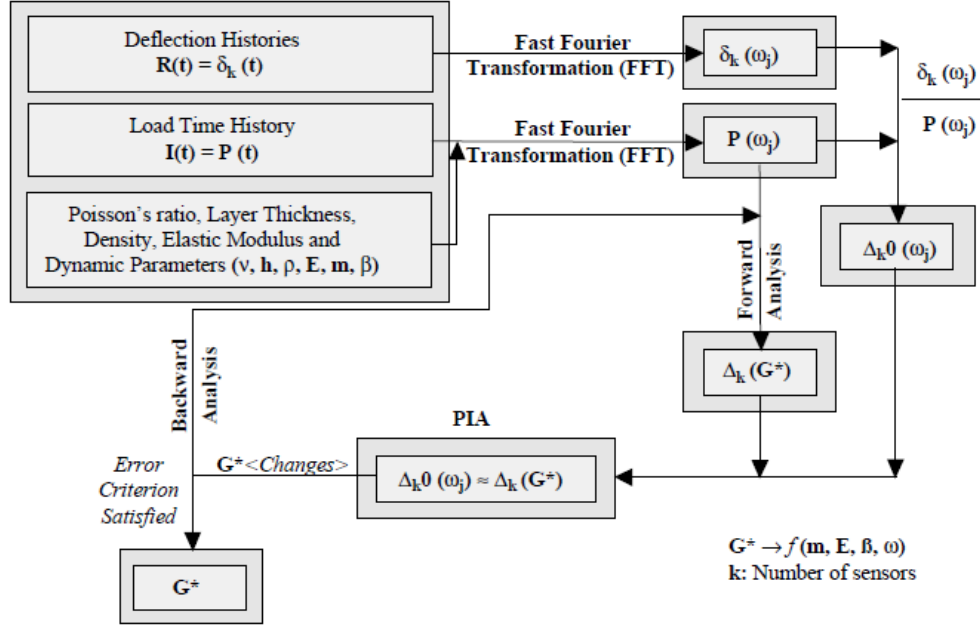 Deflection Histories
R(t) = δk (t)
Fast Fourier
Transformation (FFT)
δk (ωj)
δk (ωj)
P (ωj)
Load Time History
I(t) = P (t)
Fast Fourier
Transformation (FFT)
P (ωj)
Poisson's ratio, Layer Thickness,
Density, Elastic Modulus and
Dynamic Parameters (ν, h, ρ, E, m, β)
Δk0 (ωj)
Forward
Analysis
Δk (G*)
Backward
Analysis
PIA
G*<Changes>
Δk0 (ωj) ≈ Δk (G*)
Error
Criterion
Satisfied
G*
G* → f (m, E, ß, ω)
k: Number of sensors